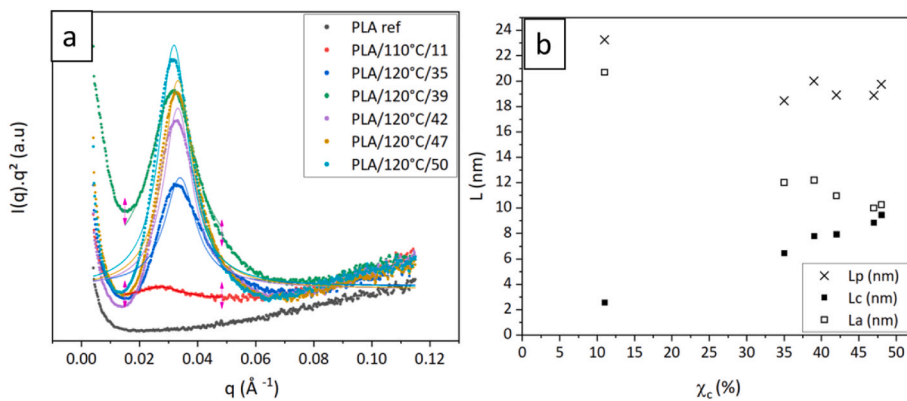 a
PLA ref
PLA/110°C/11
PLA/120°C/35
PLA/120°C/39
PLA/120°C/42
PLA/120°C/47
PLA/120°C/50
I(q).q² (a.u)
0.00 0.02 0.04 0.06 0.08 0.10 0.12
q (Å ⁻¹)
b
24
22
20
18
16
14
12
10
8
6
4
2
0
L (nm)
Lp (nm)
Lc (nm)
La (nm)
0 5 10 15 20 25 30 35 40 45 50
χc (%)